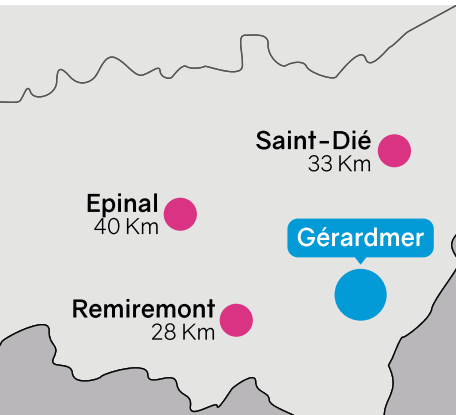 Saint-Dié
33 Km
Epinal
40 Km
Gérardmer
Remiremont
28 Km